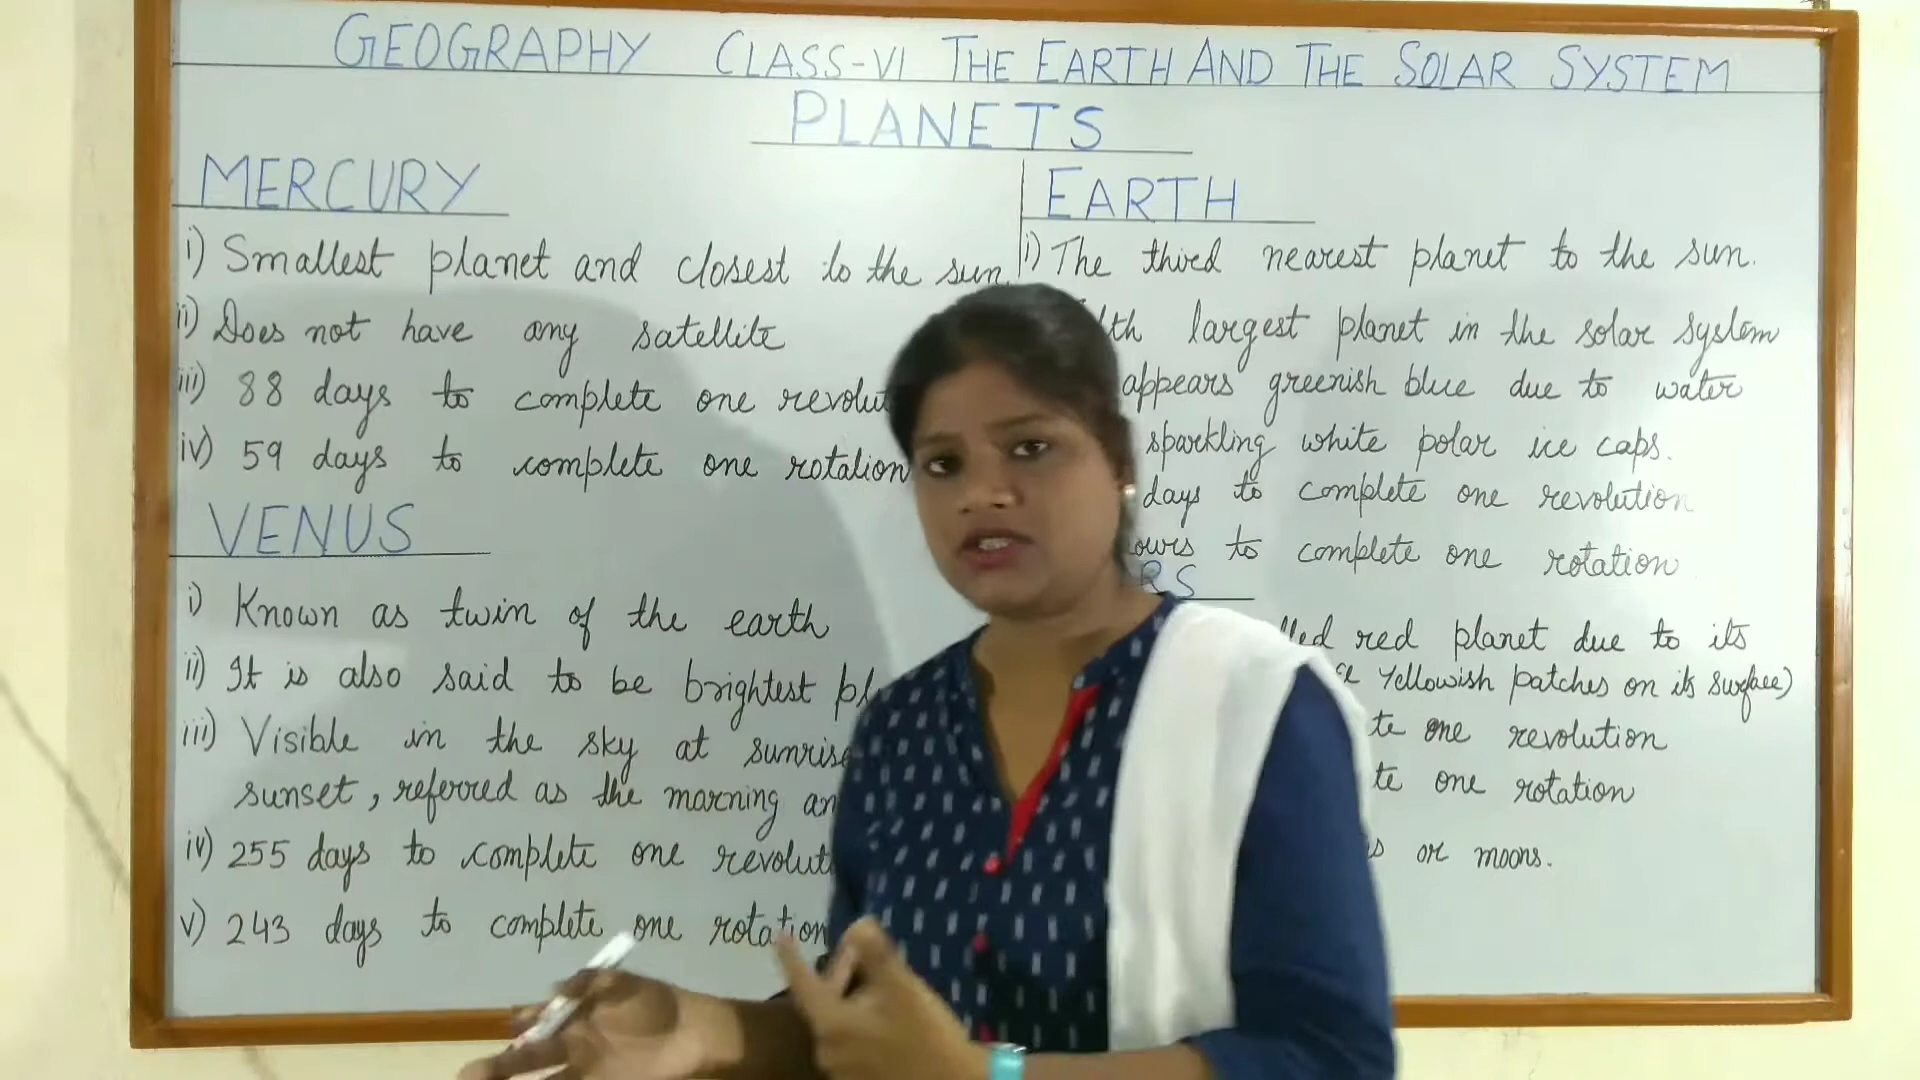 GEOGRAPHY CLASS-VI THE EARTH AND THE SOLAR SYSTEM
PLANETS
MERCURY
i) Smallest planet and closest to the sun.
ii) Does not have any satellite
iii) 88 days to complete one revolut
iv) 59 days to complete one rotation
VENUS
i) Known as twin of the earth
ii) It is also said to be brightest pl
iii) Visible in the sky at sunrise
sunset, referred as the morning an
iv) 255 days to complete one revolut
v) 243 days to complete one rotation
EARTH
i) The third nearest planet to the sun.
largest planet in the solar system
appears greenish blue due to water
sparkling white polar ice caps.
days to complete one revolution
to complete one rotation
RS
red planet due to its
Yellowish patches on its surface)
te one revolution
te one rotation
or moons.